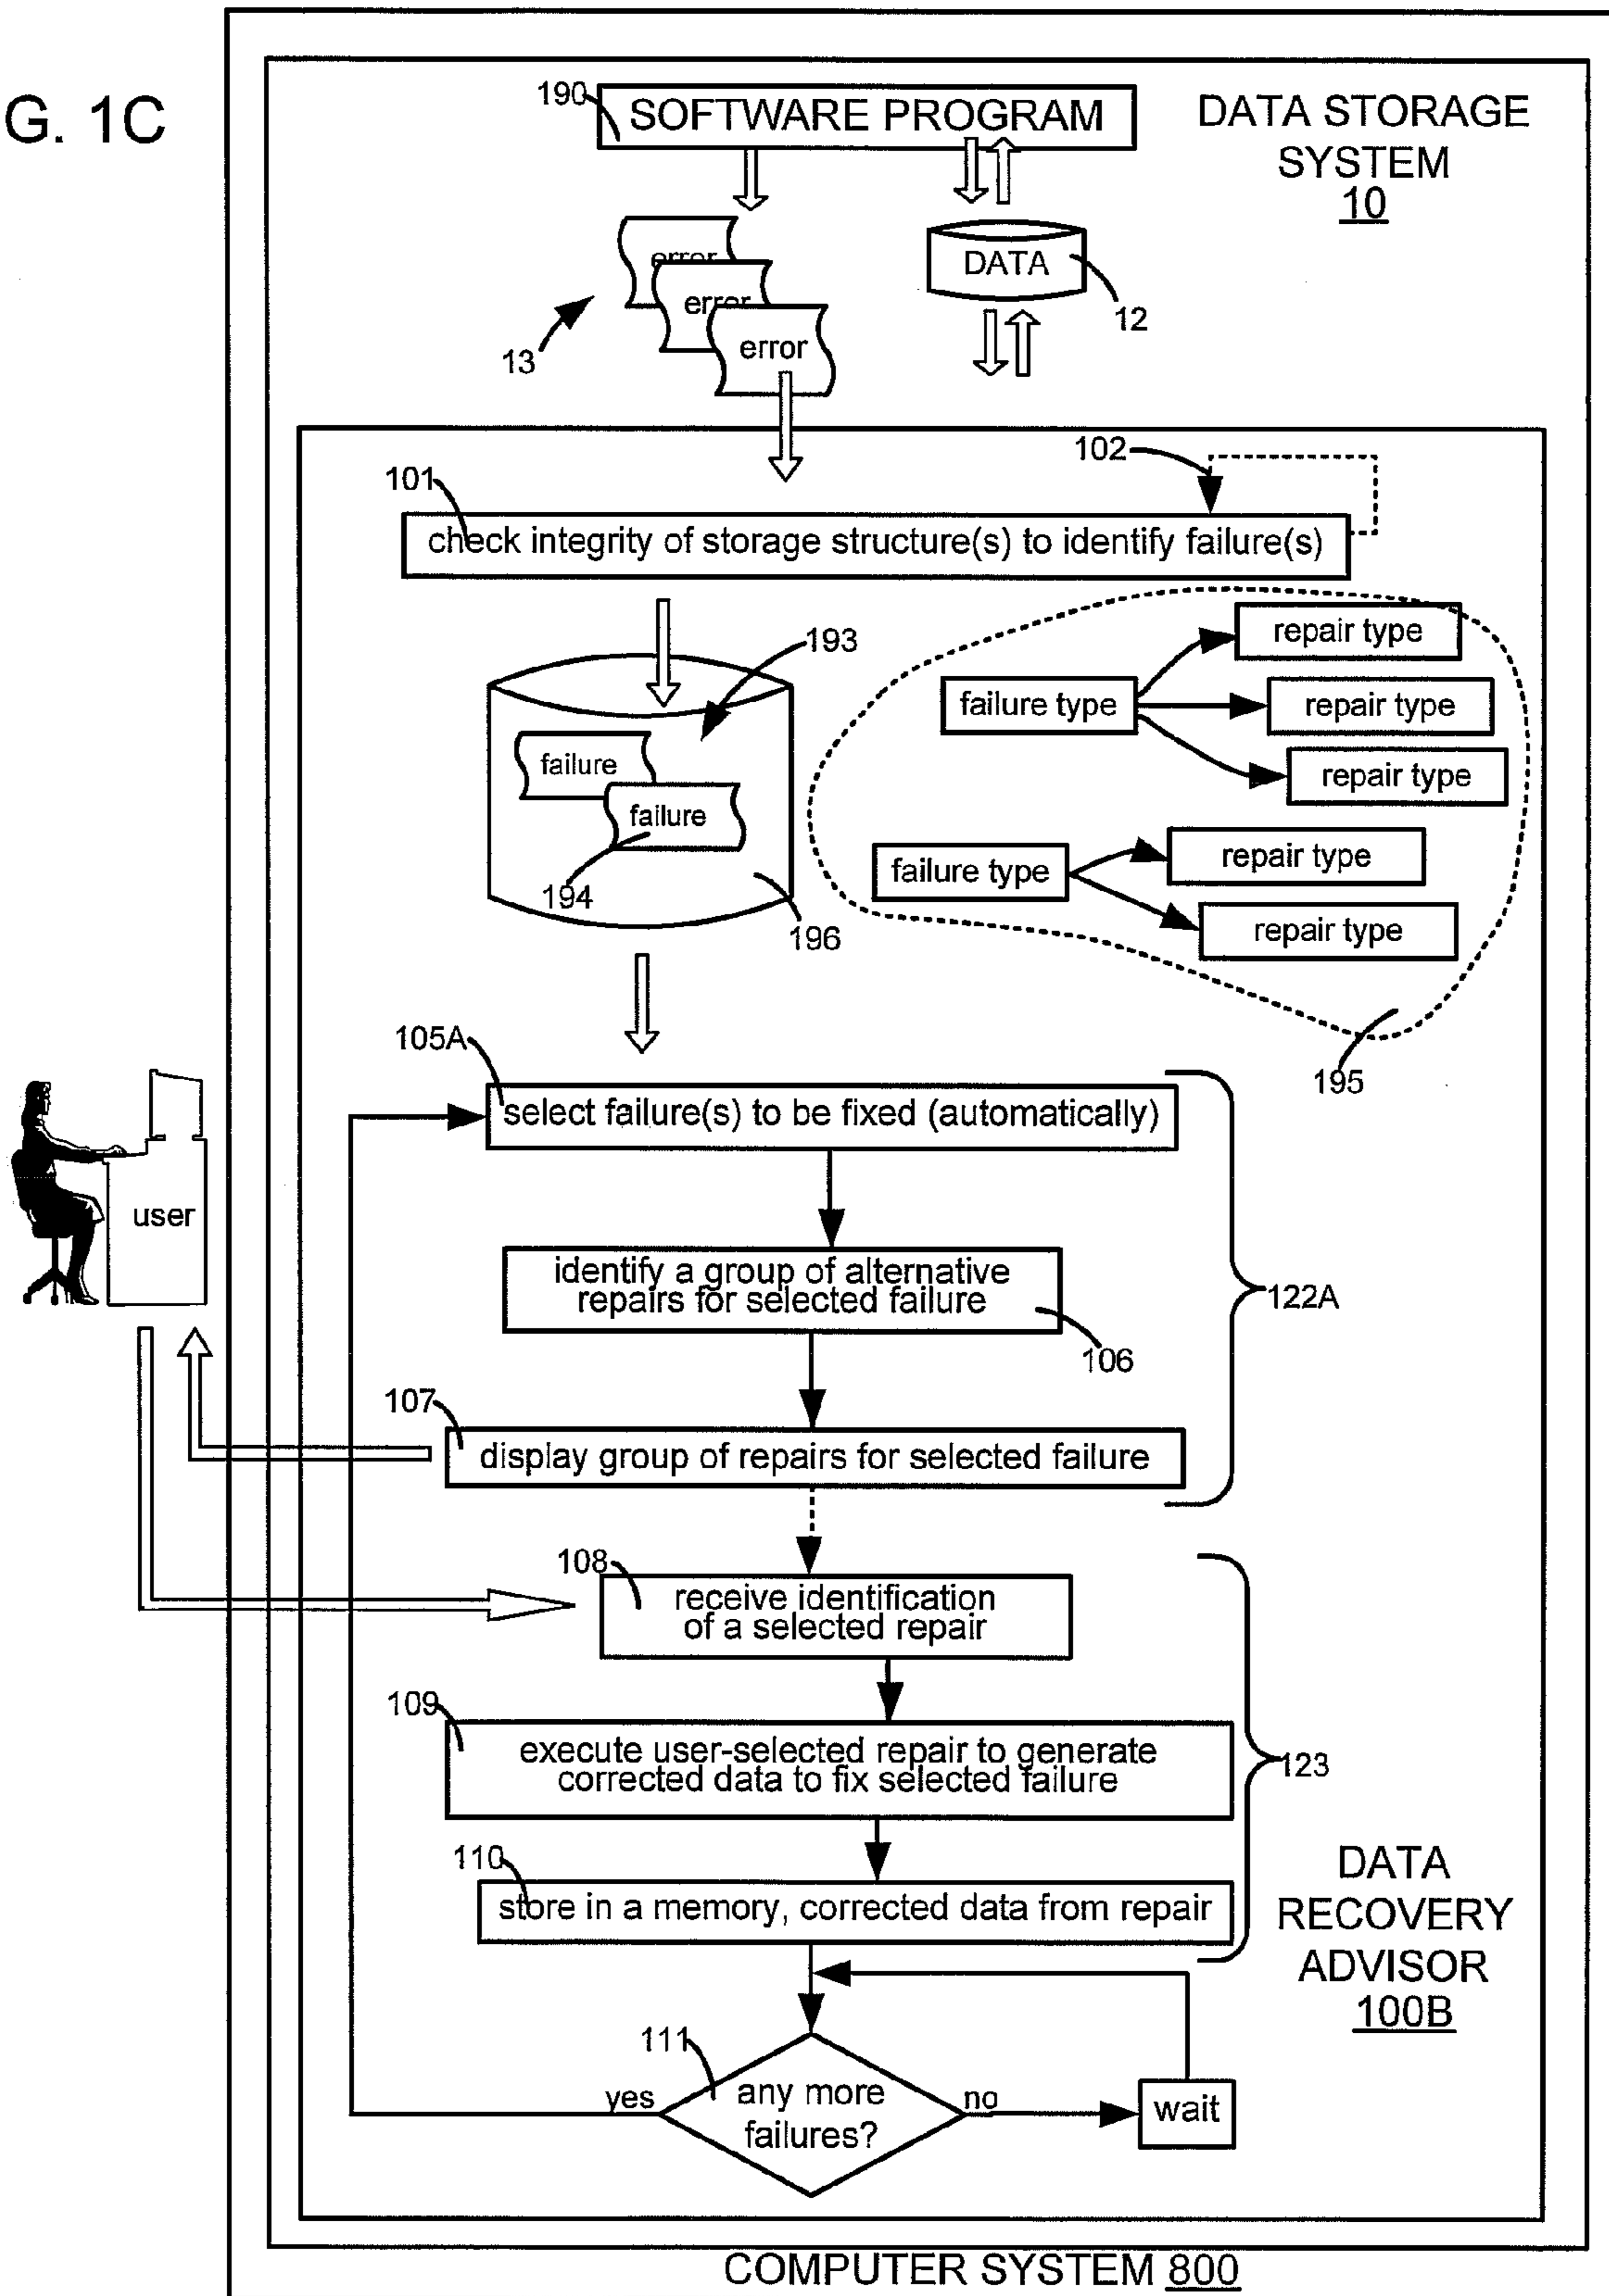 G. 1C
190
SOFTWARE PROGRAM
DATA STORAGE
SYSTEM
10
error
error
error
13
DATA
12
102
101
check integrity of storage structure(s) to identify failure(s)
193
failure
failure
194
196
failure type
repair type
repair type
repair type
failure type
repair type
repair type
195
105A
select failure(s) to be fixed (automatically)
user
identify a group of alternative
repairs for selected failure
106
122A
107
display group of repairs for selected failure
108
receive identification
of a selected repair
109
execute user-selected repair to generate
corrected data to fix selected failure
123
110
store in a memory, corrected data from repair
DATA
RECOVERY
ADVISOR
100B
111
yes
any more
failures?
no
wait
COMPUTER SYSTEM 800